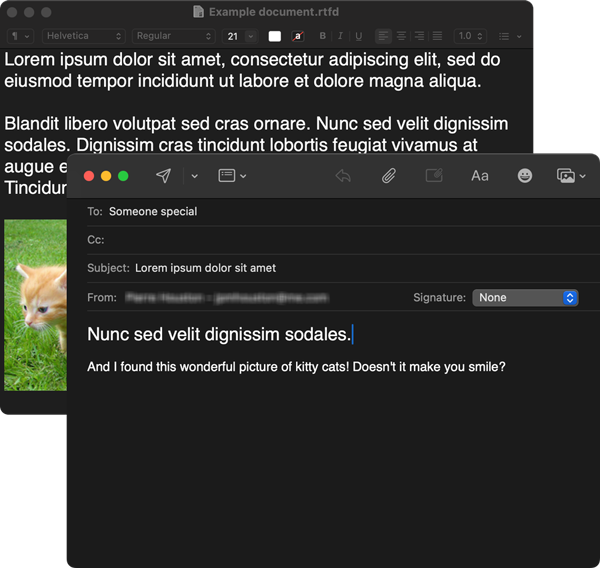 Example document.rtfd
¶ Helvetica Regular 21 a B I U 1.0
Lorem ipsum dolor sit amet, consectetur adipiscing elit, sed do
eiusmod tempor incididunt ut labore et dolore magna aliqua.
Blandit libero volutpat sed cras ornare. Nunc sed velit dignissim
sodales. Dignissim cras tincidunt lobortis feugiat vivamus at
augue e
Tincidun
Aa
To: Someone special
Cc:
Subject: Lorem ipsum dolor sit amet
From: Signature: None
Nunc sed velit dignissim sodales.
And I found this wonderful picture of kitty cats! Doesn't it make you smile?